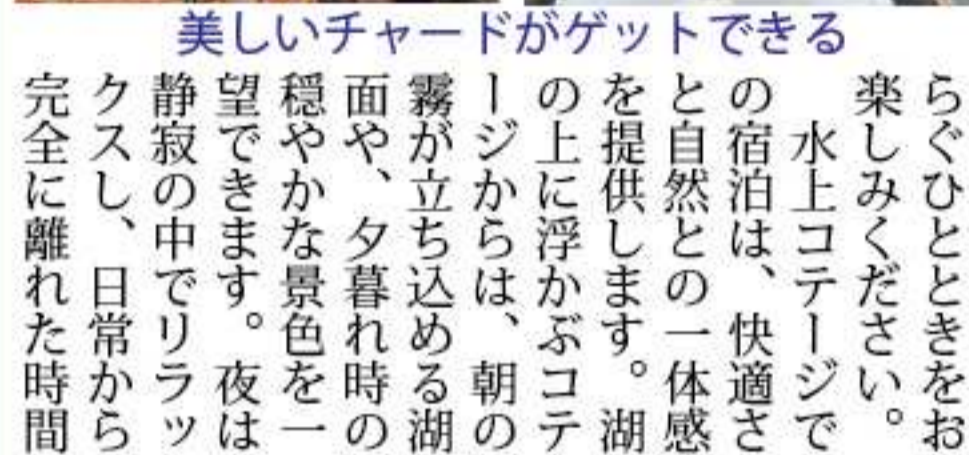 美しいチャードがゲットできる
らぐひとときをお
楽しみください。
水上コテージで
の宿泊は、快適さ
と自然との一体感
を提供します。湖
の上に浮かぶコテ
ージからは、朝の
霧が立ち込める湖
面や、夕暮れ時の
穏やかな景色を一
望できます。夜は
静寂の中でリラッ
クスし、日常から
完全に離れた時間